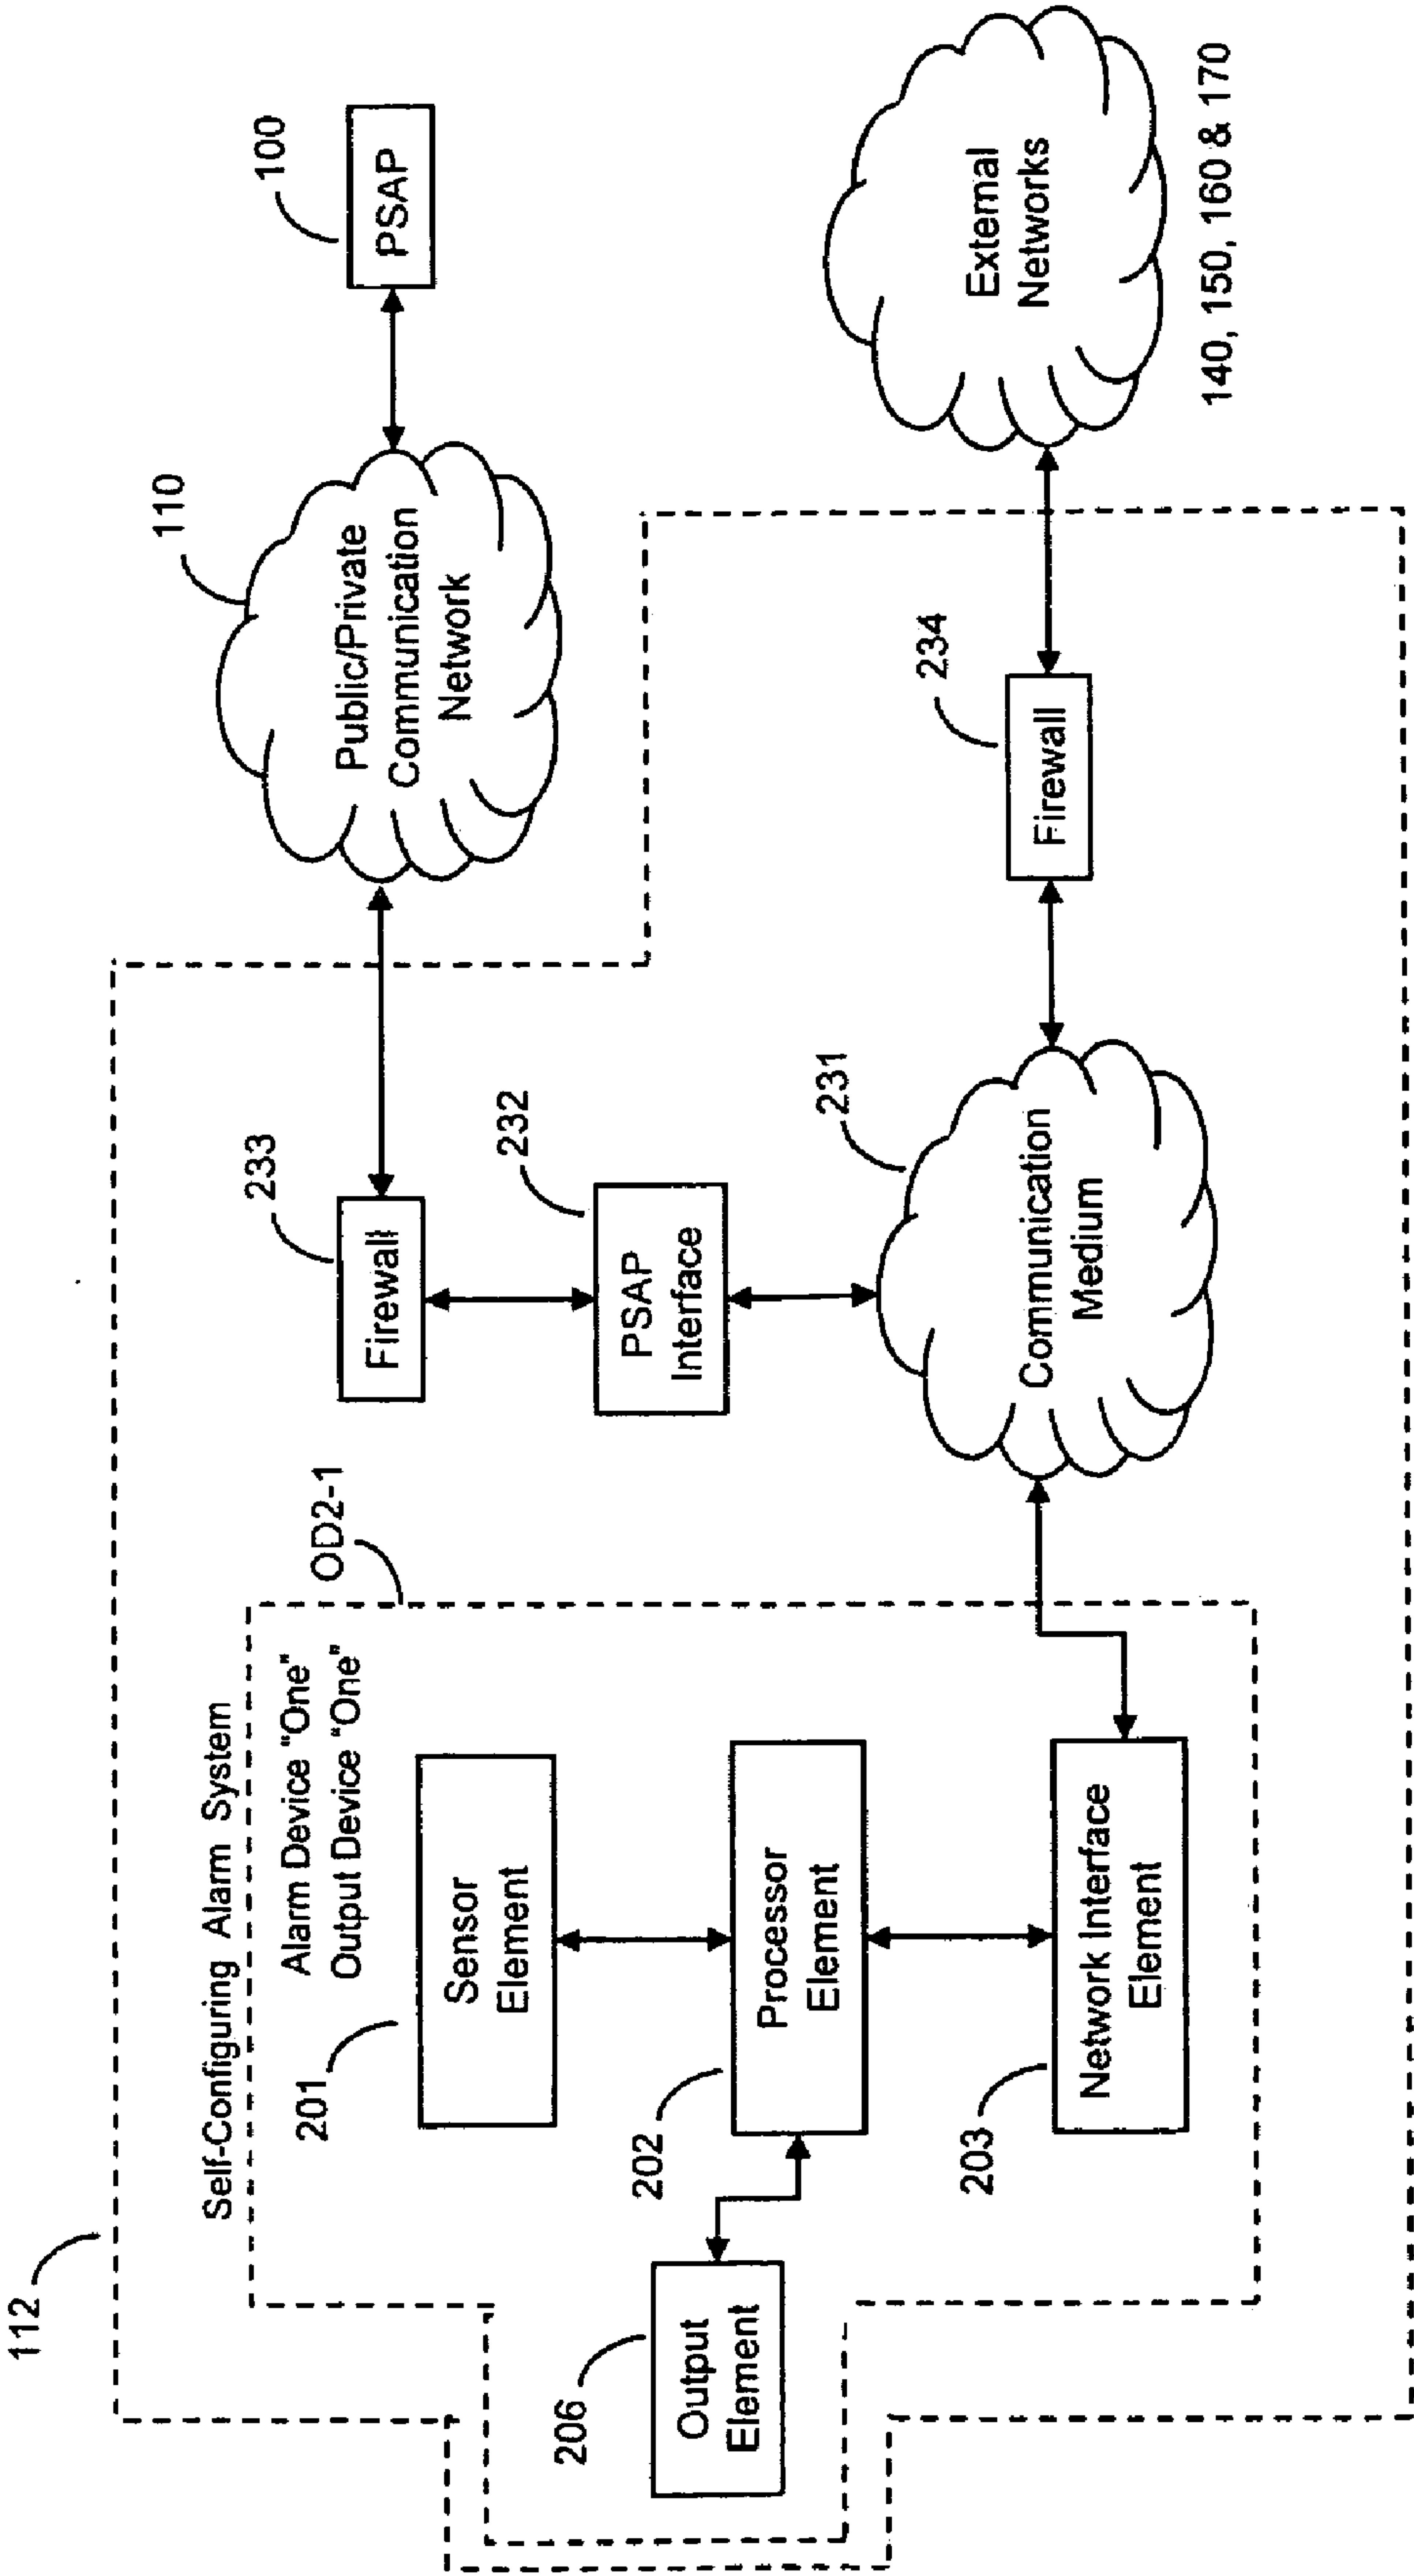 112
Self-Configuring Alarm System
OD2-1
Alarm Device "One"
Output Device "One"
201
Sensor
Element
202
Processor
Element
203
Network Interface
Element
206
Output
Element
233
Firewall
232
PSAP
Interface
231
Communication
Medium
110
Public/Private
Communication
Network
100
PSAP
234
Firewall
External
Networks
140, 150, 160 & 170